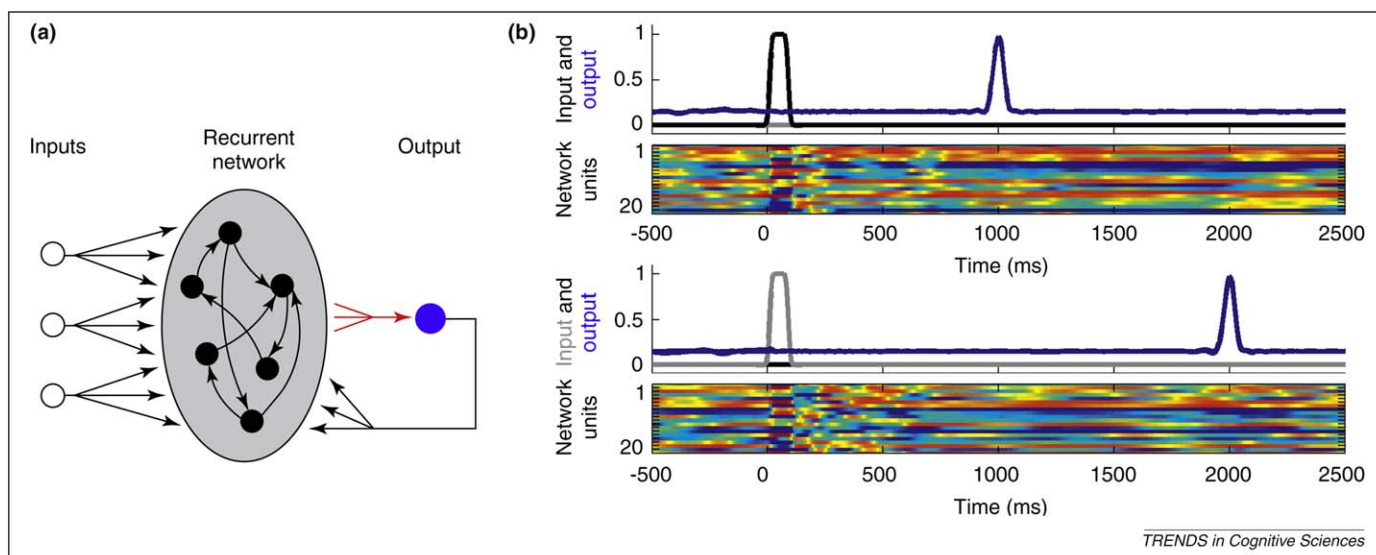 (a)
Inputs
Recurrent
network
Output
(b)
Input and
output
1
0.5
0
Network
units
1
20
-500 0 500 1000 1500 2000 2500
Time (ms)
Input and
output
1
0.5
0
Network
units
1
20
-500 0 500 1000 1500 2000 2500
Time (ms)
TRENDS in Cognitive Sciences